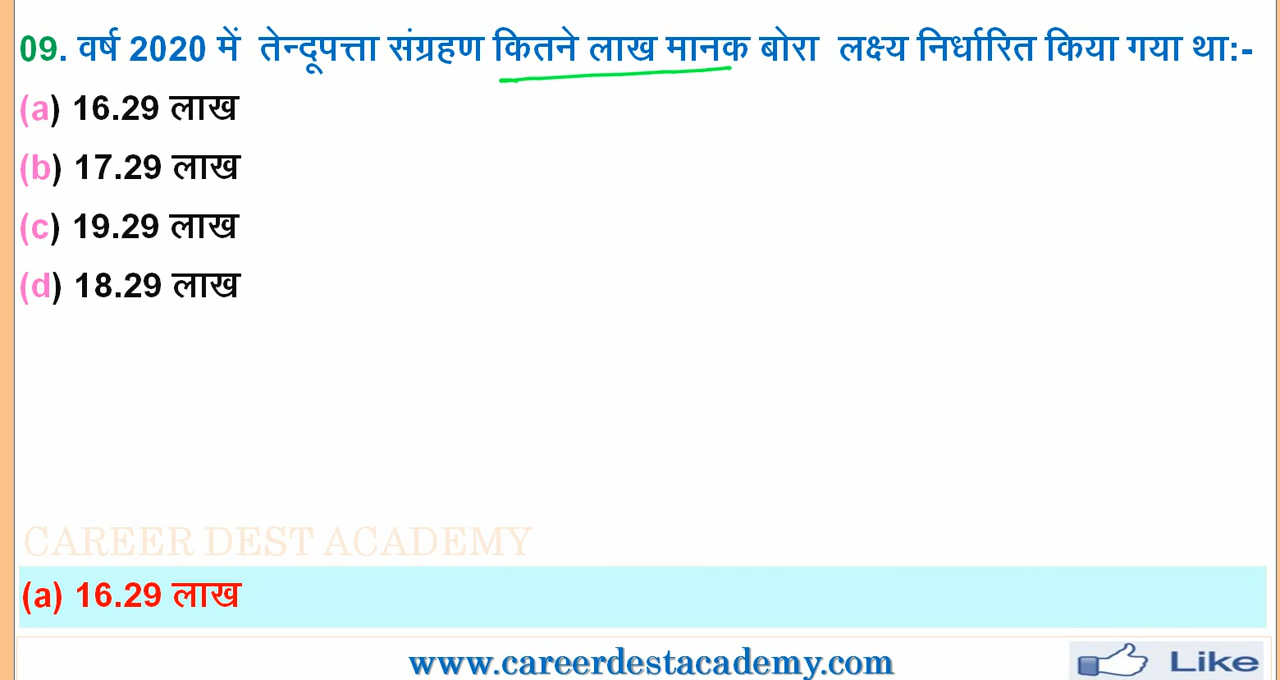 09. वर्ष 2020 में तेन्दूपत्ता संग्रहण कितने लाख मानक बोरा लक्ष्य निर्धारित किया गया था:-
(a) 16.29 लाख
(b) 17.29 लाख
(c) 19.29 लाख
(d) 18.29 लाख
CAREER DEST ACADEMY
(a) 16.29 लाख
www.careerdestacademy.com Like